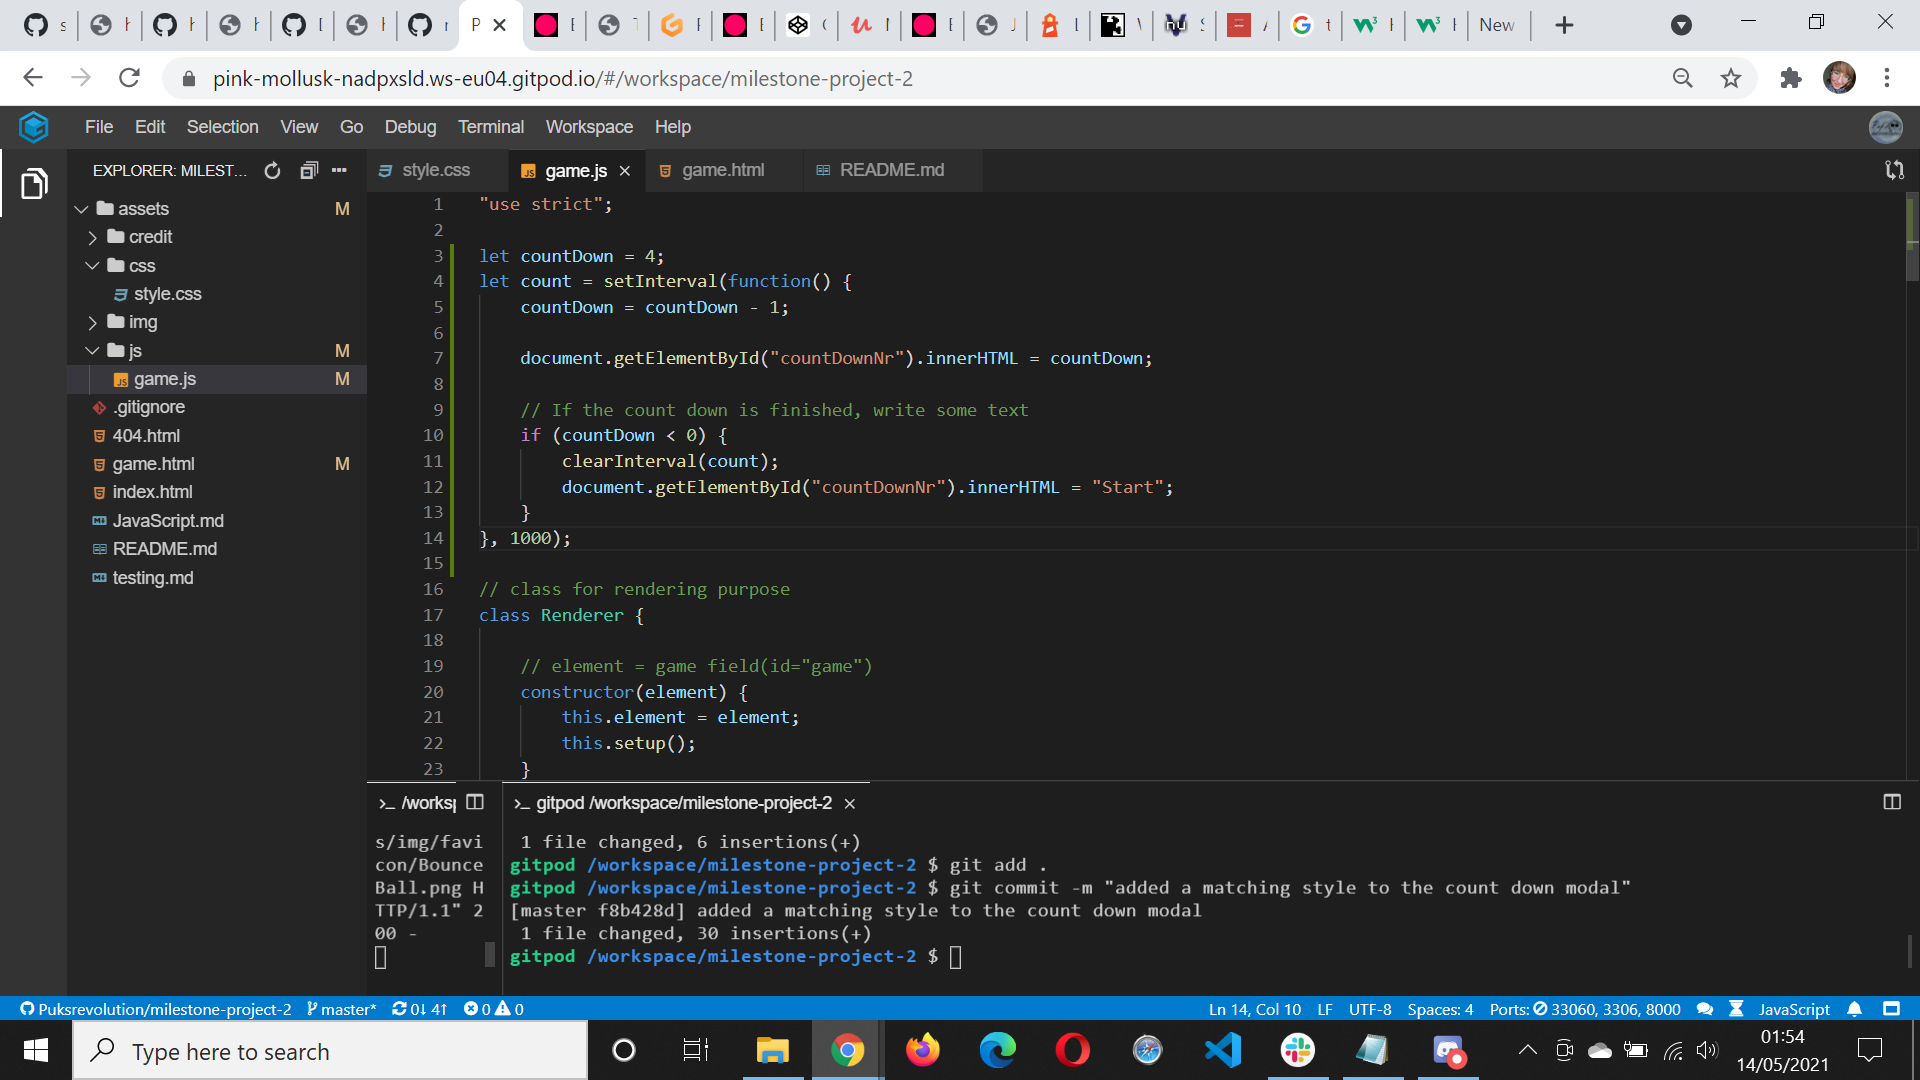 pink-mollusk-nadpxsld.ws-eu04.gitpod.io/#/workspace/milestone-project-2
New
File Edit Selection View Go Debug Terminal Workspace Help
EXPLORER: MILEST...
style.css
game.js
game.html
README.md
assets M
credit
css
style.css
img
js M
game.js M
.gitignore
404.html
game.html M
index.html
JavaScript.md
README.md
testing.md
1 "use strict";
2
3 let countDown = 4;
4 let count = setInterval(function() {
5 countDown = countDown - 1;
6
7 document.getElementById("countDownNr").innerHTML = countDown;
8
9 // If the count down is finished, write some text
10 if (countDown < 0) {
11 clearInterval(count);
12 document.getElementById("countDownNr").innerHTML = "Start";
13 }
14 }, 1000);
15
16 // class for rendering purpose
17 class Renderer {
18
19 // element = game field(id="game")
20 constructor(element) {
21 this.element = element;
22 this.setup();
23 }
>_ /worksp
s/img/favi
con/Bounce
Ball.png H
TTP/1.1" 2
00 -
>_ gitpod /workspace/milestone-project-2
1 file changed, 6 insertions(+)
gitpod /workspace/milestone-project-2 $ git add .
gitpod /workspace/milestone-project-2 $ git commit -m "added a matching style to the count down modal"
[master f8b428d] added a matching style to the count down modal
1 file changed, 30 insertions(+)
gitpod /workspace/milestone-project-2 $
Puksrevolution/milestone-project-2 master* 0↓ 4↑ 0 0
Ln 14, Col 10 LF UTF-8 Spaces: 4 Ports: 33060, 3306, 8000 JavaScript
Type here to search
01:54
14/05/2021